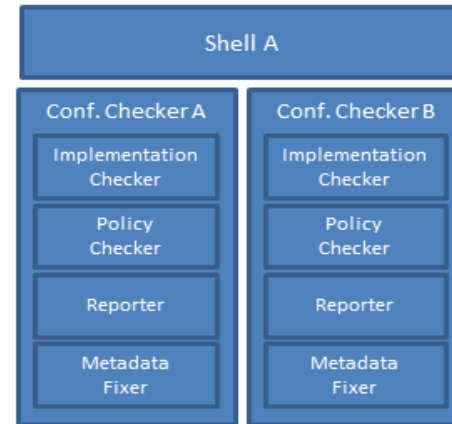 Shell A
Conf. Checker A
Implementation
Checker
Policy
Checker
Reporter
Metadata
Fixer
Conf. Checker B
Implementation
Checker
Policy
Checker
Reporter
Metadata
Fixer